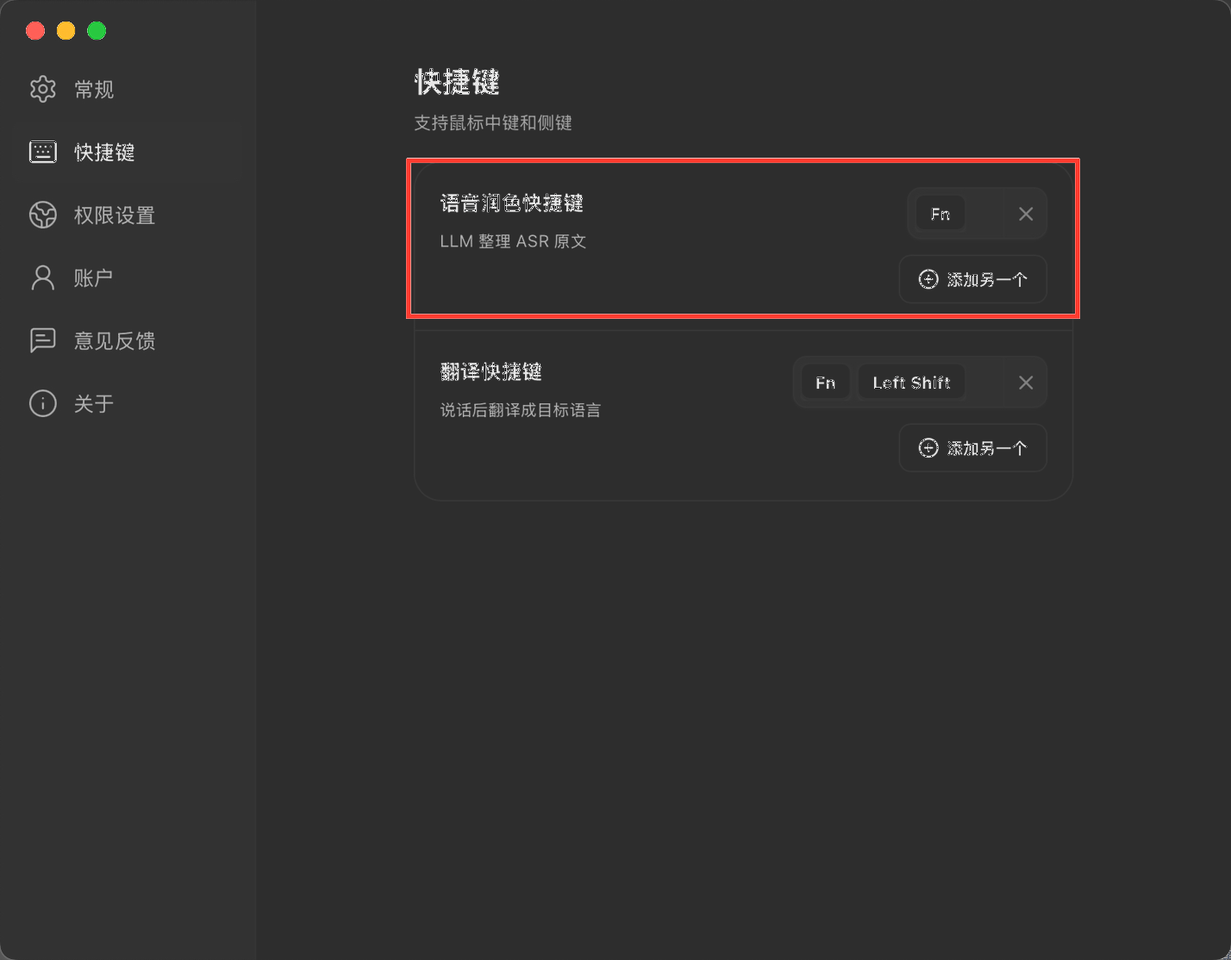 常规
快捷键
权限设置
账户
意见反馈
关于
快捷键
支持鼠标中键和侧键
语音润色快捷键
Fn
LLM 整理 ASR 原文
添加另一个
翻译快捷键
Fn Left Shift
说话后翻译成目标语言
添加另一个